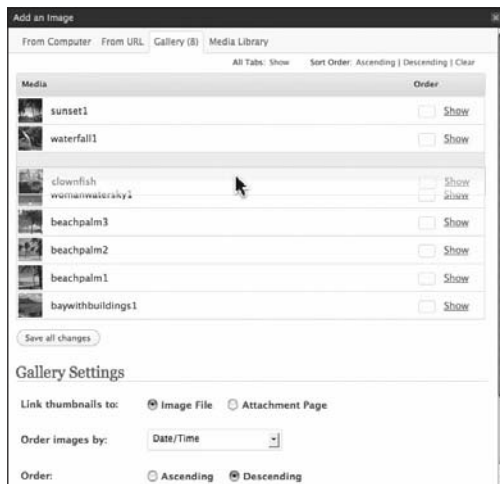 Add an Image
From Computer From URL Gallery (8) Media Library
All Tabs: Show Sort Order: Ascending | Descending | Clear
Media Order
sunset1 Show
waterfall1 Show
clownfish Show
womanwatersky1 Show
beachpalm3 Show
beachpalm2 Show
beachpalm1 Show
baywithbuildings1 Show
Save all changes
Gallery Settings
Link thumbnails to: Image File Attachment Page
Order images by: Date/Time
Order: Ascending Descending